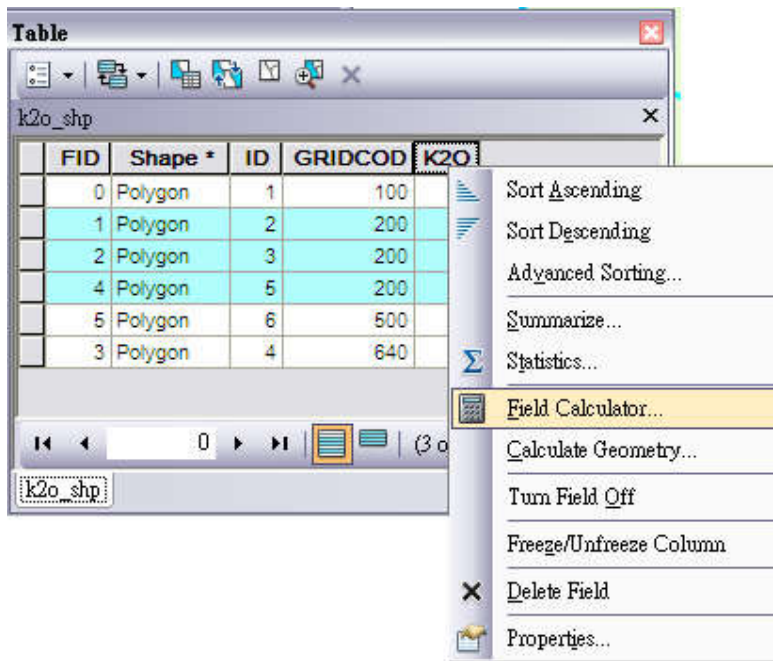 Table
k2o_shp
FID Shape * ID GRIDCOD K2O
0 Polygon 1 100
1 Polygon 2 200
2 Polygon 3 200
4 Polygon 5 200
5 Polygon 6 500
3 Polygon 4 640
0 (3 o
k2o_shp
Sort Ascending
Sort Descending
Advanced Sorting...
Summarize...
Σ Statistics...
Field Calculator...
Calculate Geometry...
Turn Field Off
Freeze/Unfreeze Column
Delete Field
Properties...